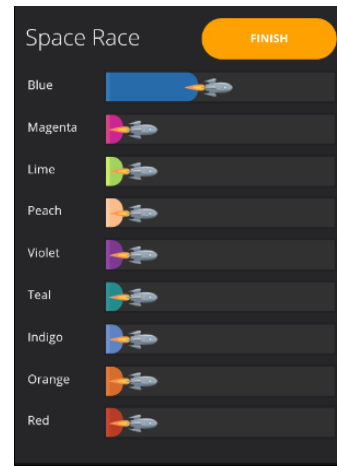 Space Race
FINISH
Blue
Magenta
Lime
Peach
Violet
Teal
Indigo
Orange
Red